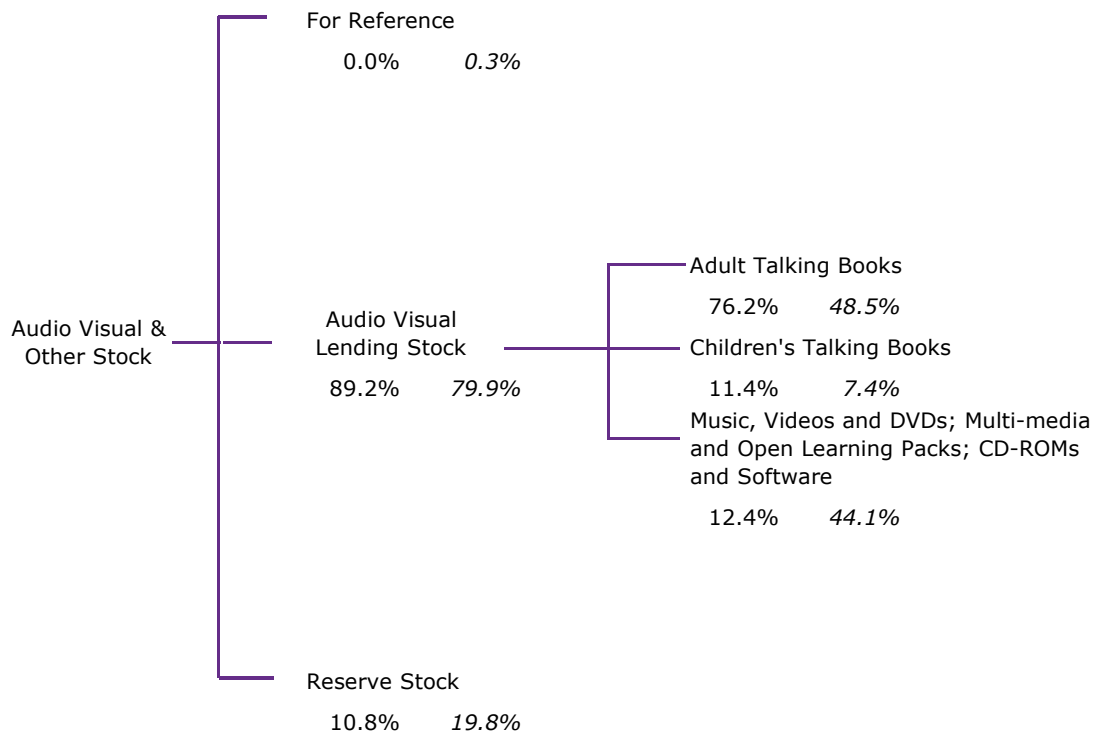 For Reference
0.0% 0.3%
Audio Visual &
Other Stock
Audio Visual
Lending Stock
89.2% 79.9%
Adult Talking Books
76.2% 48.5%
Children's Talking Books
11.4% 7.4%
Music, Videos and DVDs; Multi-media
and Open Learning Packs; CD-ROMs
and Software
12.4% 44.1%
Reserve Stock
10.8% 19.8%